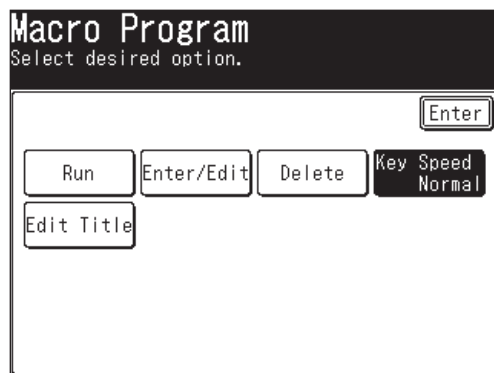 Macro Program
Select desired option.
Enter
Run
Enter/Edit
Delete
Key Speed
Normal
Edit Title